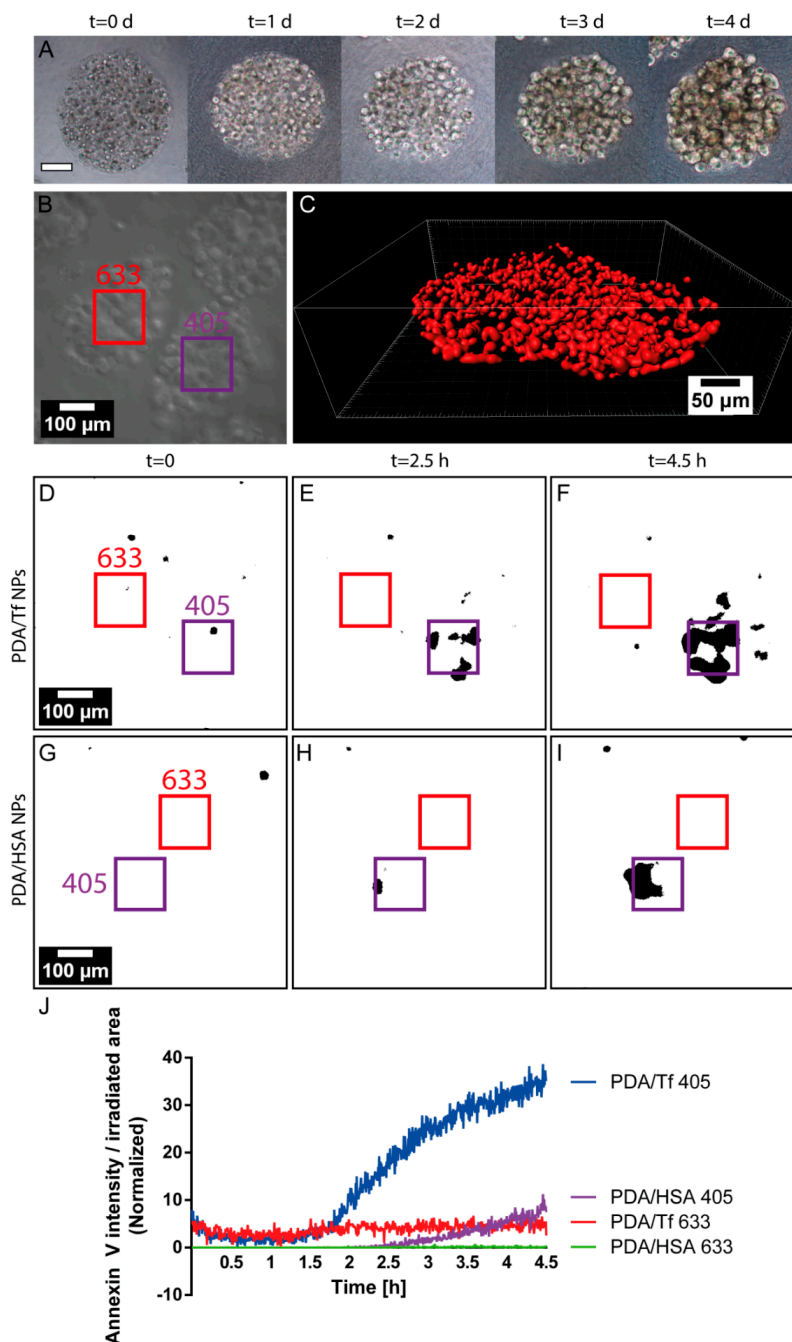 t=0 d t=1 d t=2 d t=3 d t=4 d
A
B C
633
405
100 µm
50 µm
t=0 t=2.5 h t=4.5 h
PDA/Tf NPs
D E F
633
405
100 µm
PDA/HSA NPs
G H I
633
405
100 µm
J
Annexin V intensity / irradiated area
(Normalized)
40
30
20
10
0
-10
0.5 1 1.5 2 2.5 3 3.5 4 4.5
Time [h]
PDA/Tf 405
PDA/HSA 405
PDA/Tf 633
PDA/HSA 633